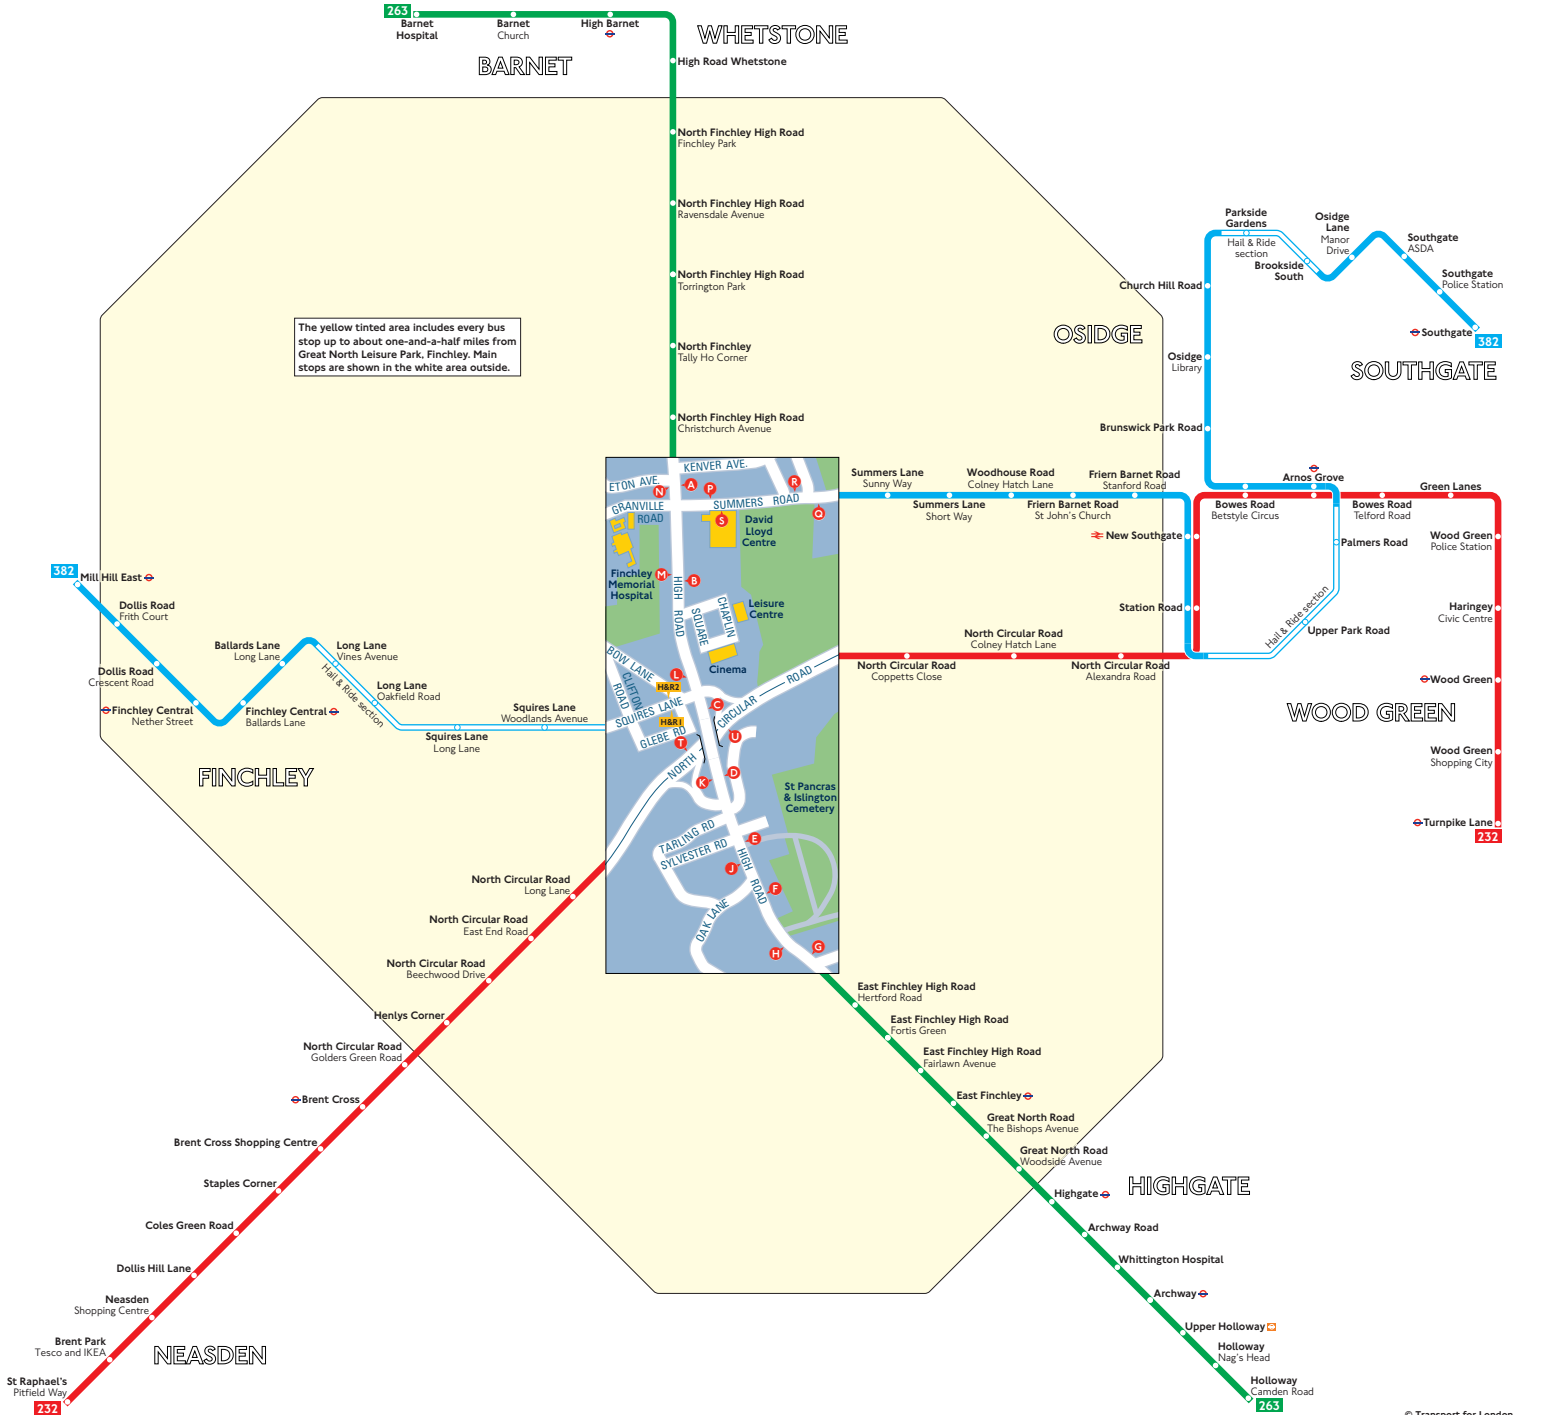 263
Barnet
Hospital
Barnet
Church
High Barnet
WHETSTONE
BARNET
High Road Whetstone
North Finchley High Road
Finchley Park
North Finchley High Road
Ravensdale Avenue
North Finchley High Road
Torrington Park
North Finchley
Tally Ho Corner
North Finchley High Road
Christchurch Avenue
The yellow tinted area includes every bus
stop up to about one-and-a-half miles from
Great North Leisure Park, Finchley. Main
stops are shown in the white area outside.
Parkside
Gardens
Hail & Ride
section
Brookside
South
Osidge
Lane
Manor
Drive
Southgate
ASDA
Southgate
Police Station
Southgate
382
SOUTHGATE
Church Hill Road
OSIDGE
Osidge
Library
Brunswick Park Road
Summers Lane
Sunny Way
Summers Lane
Short Way
Woodhouse Road
Colney Hatch Lane
Friern Barnet Road
St John's Church
Friern Barnet Road
Stanford Road
Arnos Grove
Green Lanes
Bowes Road
Betstyle Circus
Bowes Road
Telford Road
New Southgate
Palmers Road
Wood Green
Police Station
Station Road
Hail & Ride section
Upper Park Road
Haringey
Civic Centre
North Circular Road
Coppetts Close
North Circular Road
Colney Hatch Lane
North Circular Road
Alexandra Road
Wood Green
WOOD GREEN
Wood Green
Shopping City
Turnpike Lane
232
KENVER AVE.
ETON AVE.
N
A
P
R
GRANVILLE
ROAD
SUMMERS ROAD
S
Q
David
Lloyd
Centre
Finchley
Memorial
Hospital
M
B
HIGH ROAD
SQUARE
CHAPLIN
Leisure
Centre
Cinema
BOW LANE
CLIFTON
ROAD
L
H&R2
SQUIRES LANE
C
CIRCULAR ROAD
H&R1
GLEBE RD
T
U
NORTH
K
D
St Pancras
& Islington
Cemetery
TARLING RD
SYLVESTER RD
E
J
HIGH ROAD
F
OAK LANE
H
G
382
Mill Hill East
Dollis Road
Frith Court
Dollis Road
Crescent Road
Finchley Central
Nether Street
Ballards Lane
Long Lane
Finchley Central
Ballards Lane
Long Lane
Vines Avenue
Hail & Ride section
Long Lane
Oakfield Road
Squires Lane
Long Lane
Squires Lane
Woodlands Avenue
FINCHLEY
North Circular Road
Long Lane
North Circular Road
East End Road
North Circular Road
Beechwood Drive
Henlys Corner
North Circular Road
Golders Green Road
Brent Cross
Brent Cross Shopping Centre
Staples Corner
Coles Green Road
Dollis Hill Lane
Neasden
Shopping Centre
Brent Park
Tesco and IKEA
NEASDEN
St Raphael's
Pitfield Way
232
East Finchley High Road
Hertford Road
East Finchley High Road
Fortis Green
East Finchley High Road
Fairlawn Avenue
East Finchley
Great North Road
The Bishops Avenue
Great North Road
Woodside Avenue
HIGHGATE
Highgate
Archway Road
Whittington Hospital
Archway
Upper Holloway
Holloway
Nag's Head
Holloway
Camden Road
263
© Transport for London